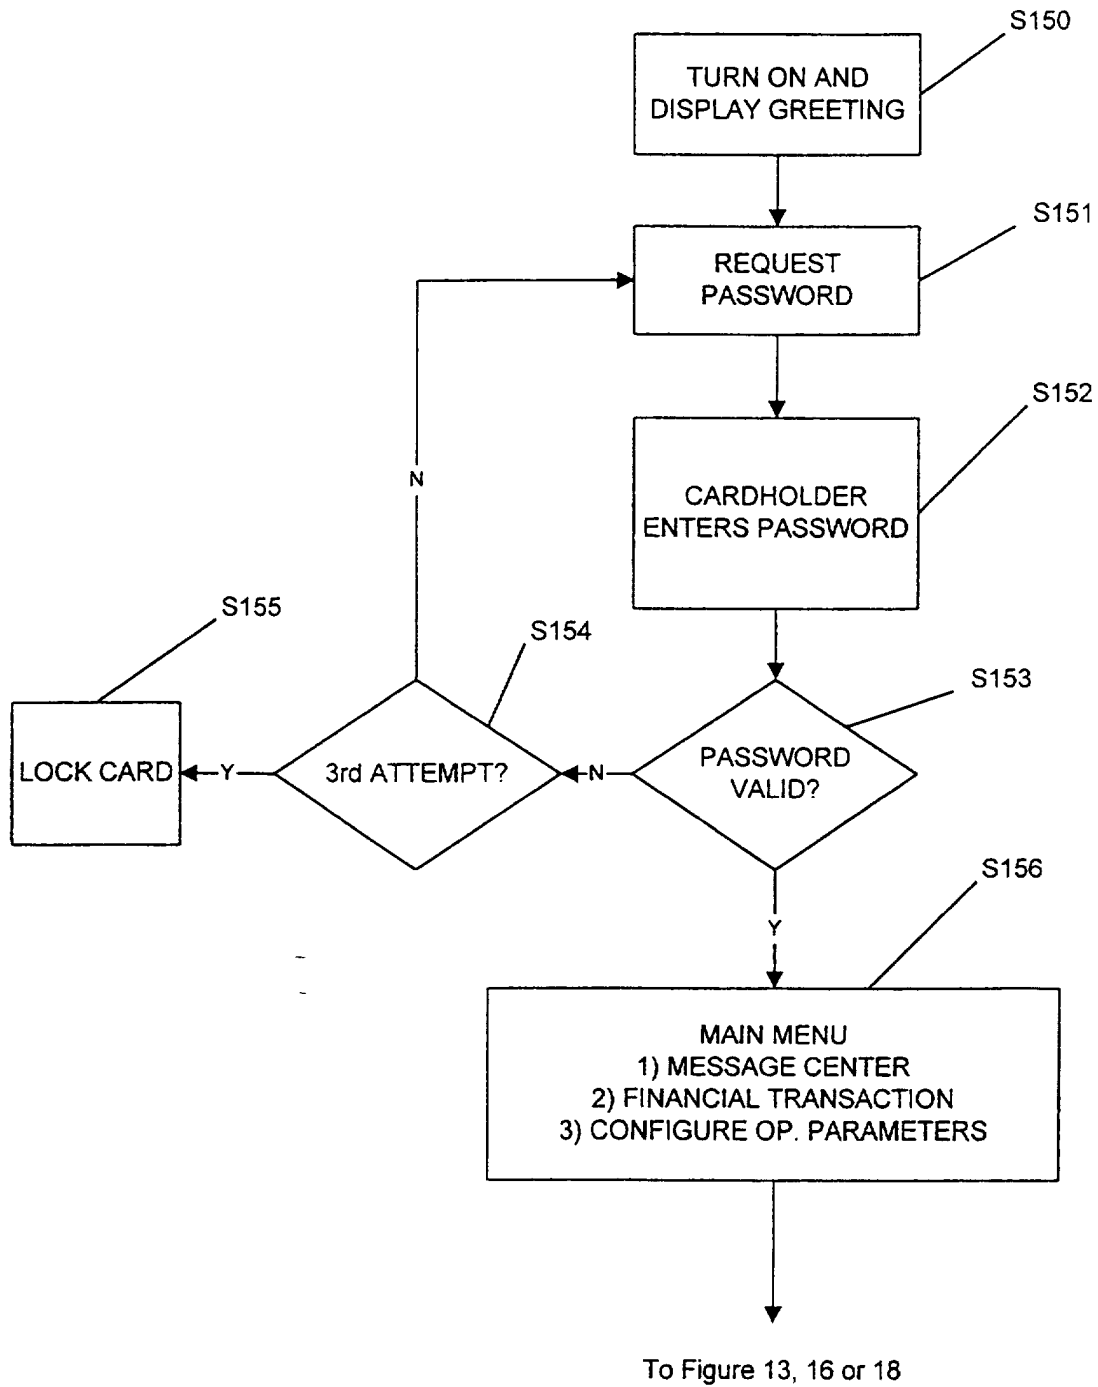 S150
TURN ON AND
DISPLAY GREETING
S151
REQUEST
PASSWORD
S152
CARDHOLDER
ENTERS PASSWORD
N
S155
S154
S153
LOCK CARD
Y
3rd ATTEMPT?
N
PASSWORD
VALID?
S156
Y
MAIN MENU
1) MESSAGE CENTER
2) FINANCIAL TRANSACTION
3) CONFIGURE OP. PARAMETERS
To Figure 13, 16 or 18